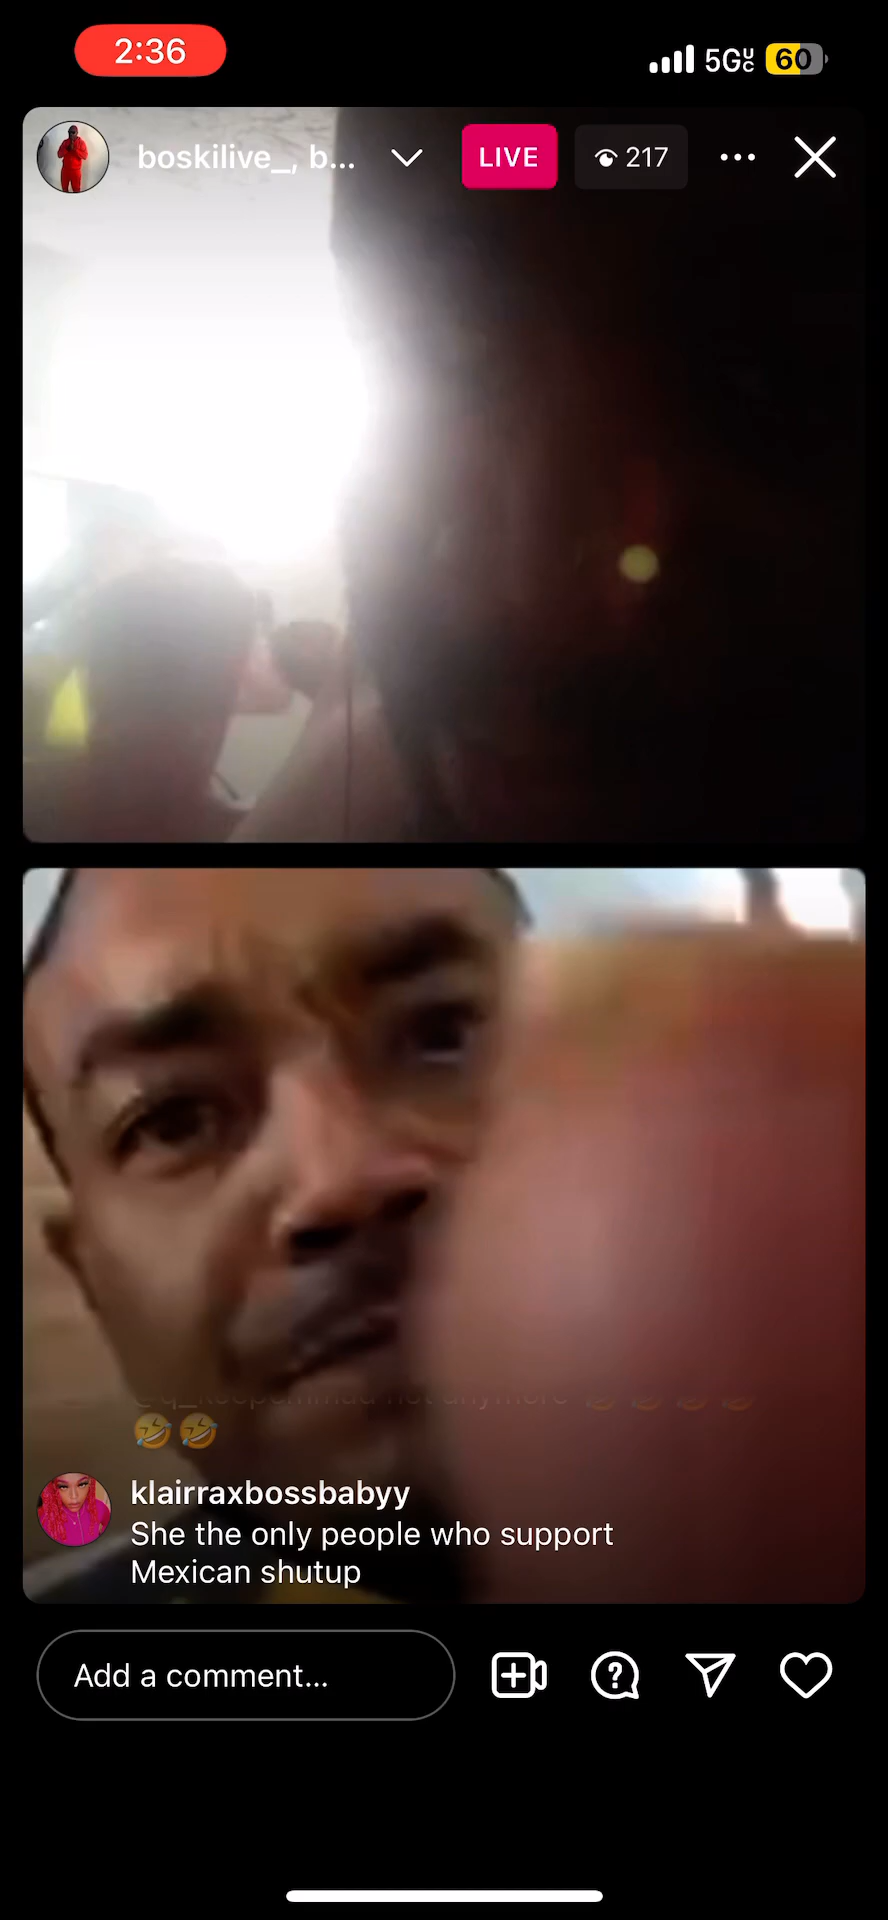 2:36
5G UC
60
boskilive_, b...
LIVE
217
🤣🤣
klairraxbossbabyy
She the only people who support
Mexican shutup
Add a comment...